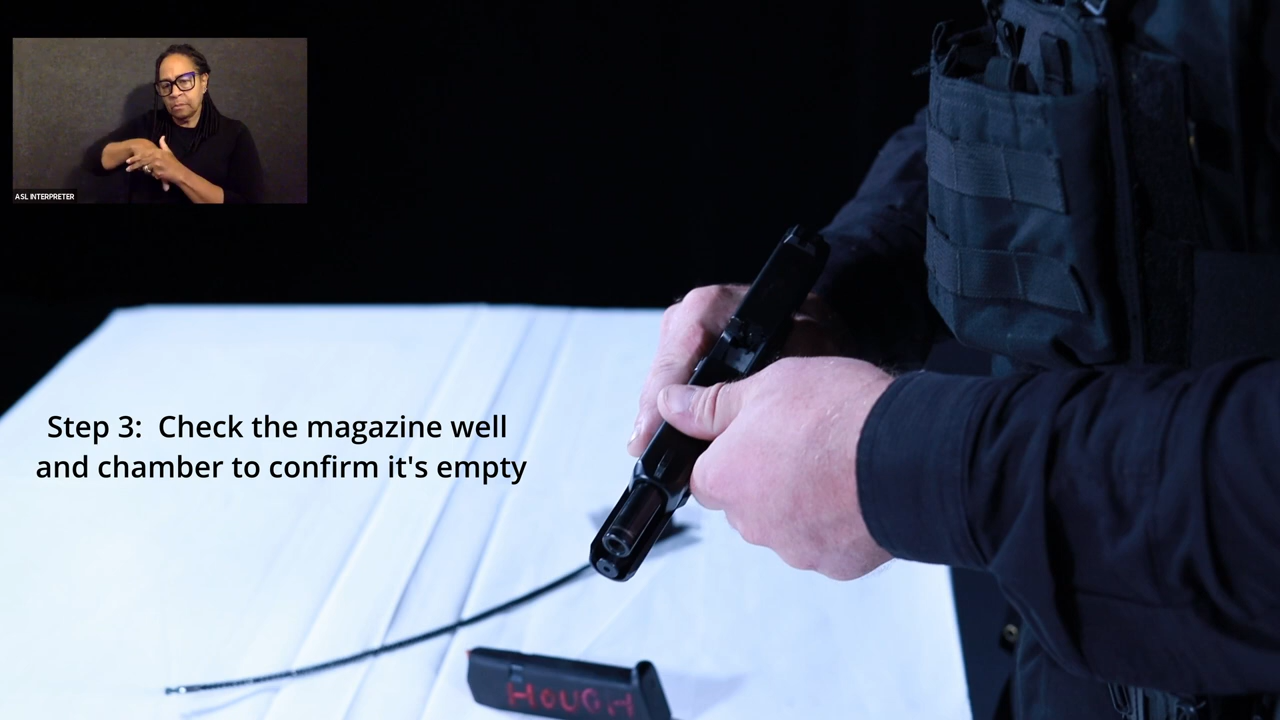 ASL INTERPRETER
Step 3: Check the magazine well
and chamber to confirm it's empty
HOUGH